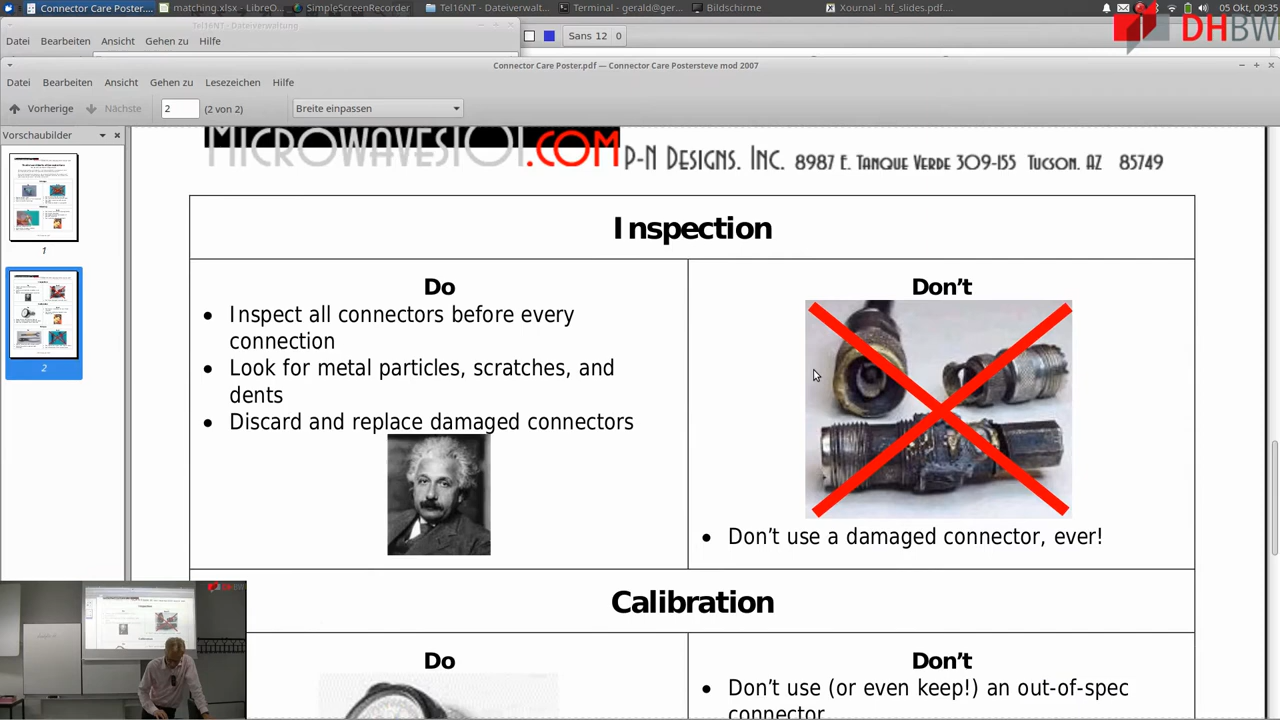 Connector Care Poster.pdf...
matching.xlsx - LibreO...
SimpleScreenRecorder
Tel16NT - Dateiverwalt...
Terminal - gerald@ger...
Bildschirme
Xournal - hf_slides.pdf...
05 Okt, 09:35
Tel16NT - Dateiverwaltung
Datei Bearbeiten Ansicht Gehen zu Hilfe
Sans 12 0
DHBW
Connector Care Poster.pdf — Connector Care Postersteve mod 2007
Datei Bearbeiten Ansicht Gehen zu Lesezeichen Hilfe
Vorherige Nächste 2 (2 von 2) Breite einpassen
Vorschaubilder
1
2
MICROWAVES101.COM P-N DESIGNS, INC. 8987 E. TANQUE VERDE 309-155 TUCSON, AZ 85749
Inspection
Do
• Inspect all connectors before every
connection
• Look for metal particles, scratches, and
dents
• Discard and replace damaged connectors
Don't
• Don't use a damaged connector, ever!
Calibration
Do
Don't
• Don't use (or even keep!) an out-of-spec
connector